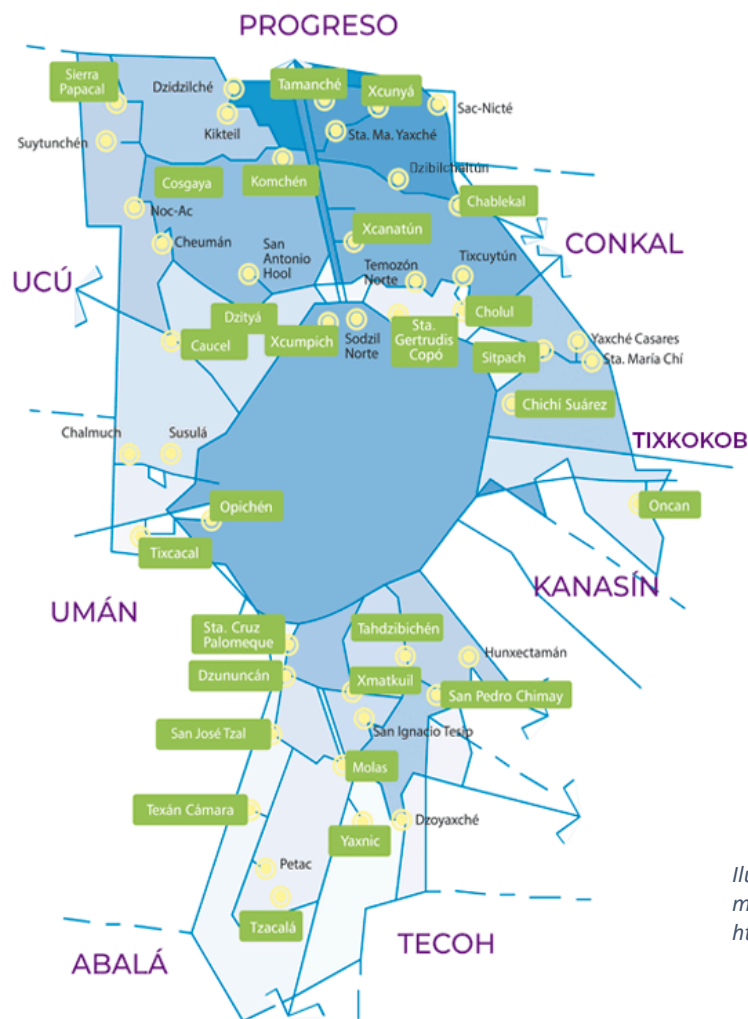 PROGRESO
Sierra
Papacal
Dzidzilché
Tamanché
Xcunyá
Sac-Nicté
Kikteil
Sta. Ma. Yaxché
Suytunchén
Dzibilchaltún
Cosgaya
Komchén
Chablekal
Noc-Ac
Xcanatún
Cheumán
CONKAL
San
Antonio
Hool
Temozón
Norte
Tixcuytún
UCÚ
Dzityá
Cholul
Caucel
Xcumpich
Sodzil
Norte
Sta.
Gertrudis
Copó
Sitpach
Yaxché Casares
Sta. María Chí
Chichí Suárez
Chalmuch
Susulá
TIXKOKOB
Opichén
Oncan
Tixcacal
KANASÍN
UMÁN
Sta. Cruz
Palomeque
Tahdzibichén
Hunxectamán
Dzununcán
Xmatkuil
San Pedro Chimay
San José Tzal
San Ignacio Tesip
Molas
Texán Cámara
Yaxnic
Dzoyaxché
Petac
Tzacalá
TECOH
ABALÁ
Ilu
m
ht